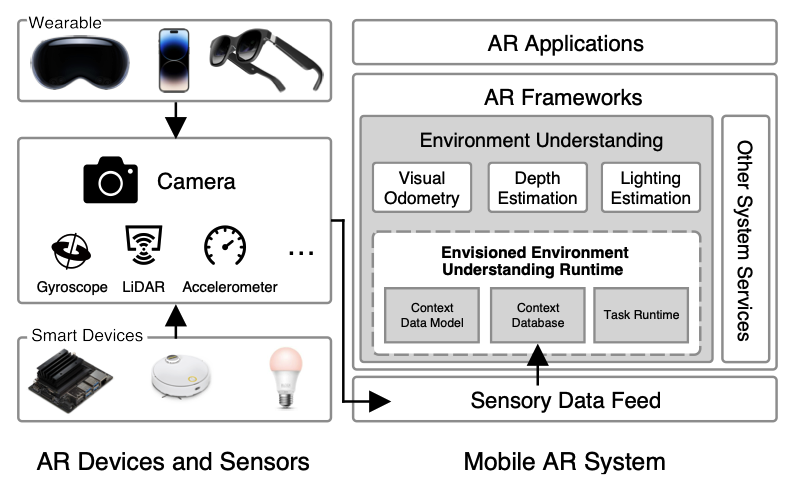 Wearable
Camera
Gyroscope
LiDAR
Accelerometer
...
Smart Devices
AR Devices and Sensors
AR Applications
AR Frameworks
Environment Understanding
Visual
Odometry
Depth
Estimation
Lighting
Estimation
Envisioned Environment
Understanding Runtime
Context
Data Model
Context
Database
Task Runtime
Other System Services
Sensory Data Feed
Mobile AR System